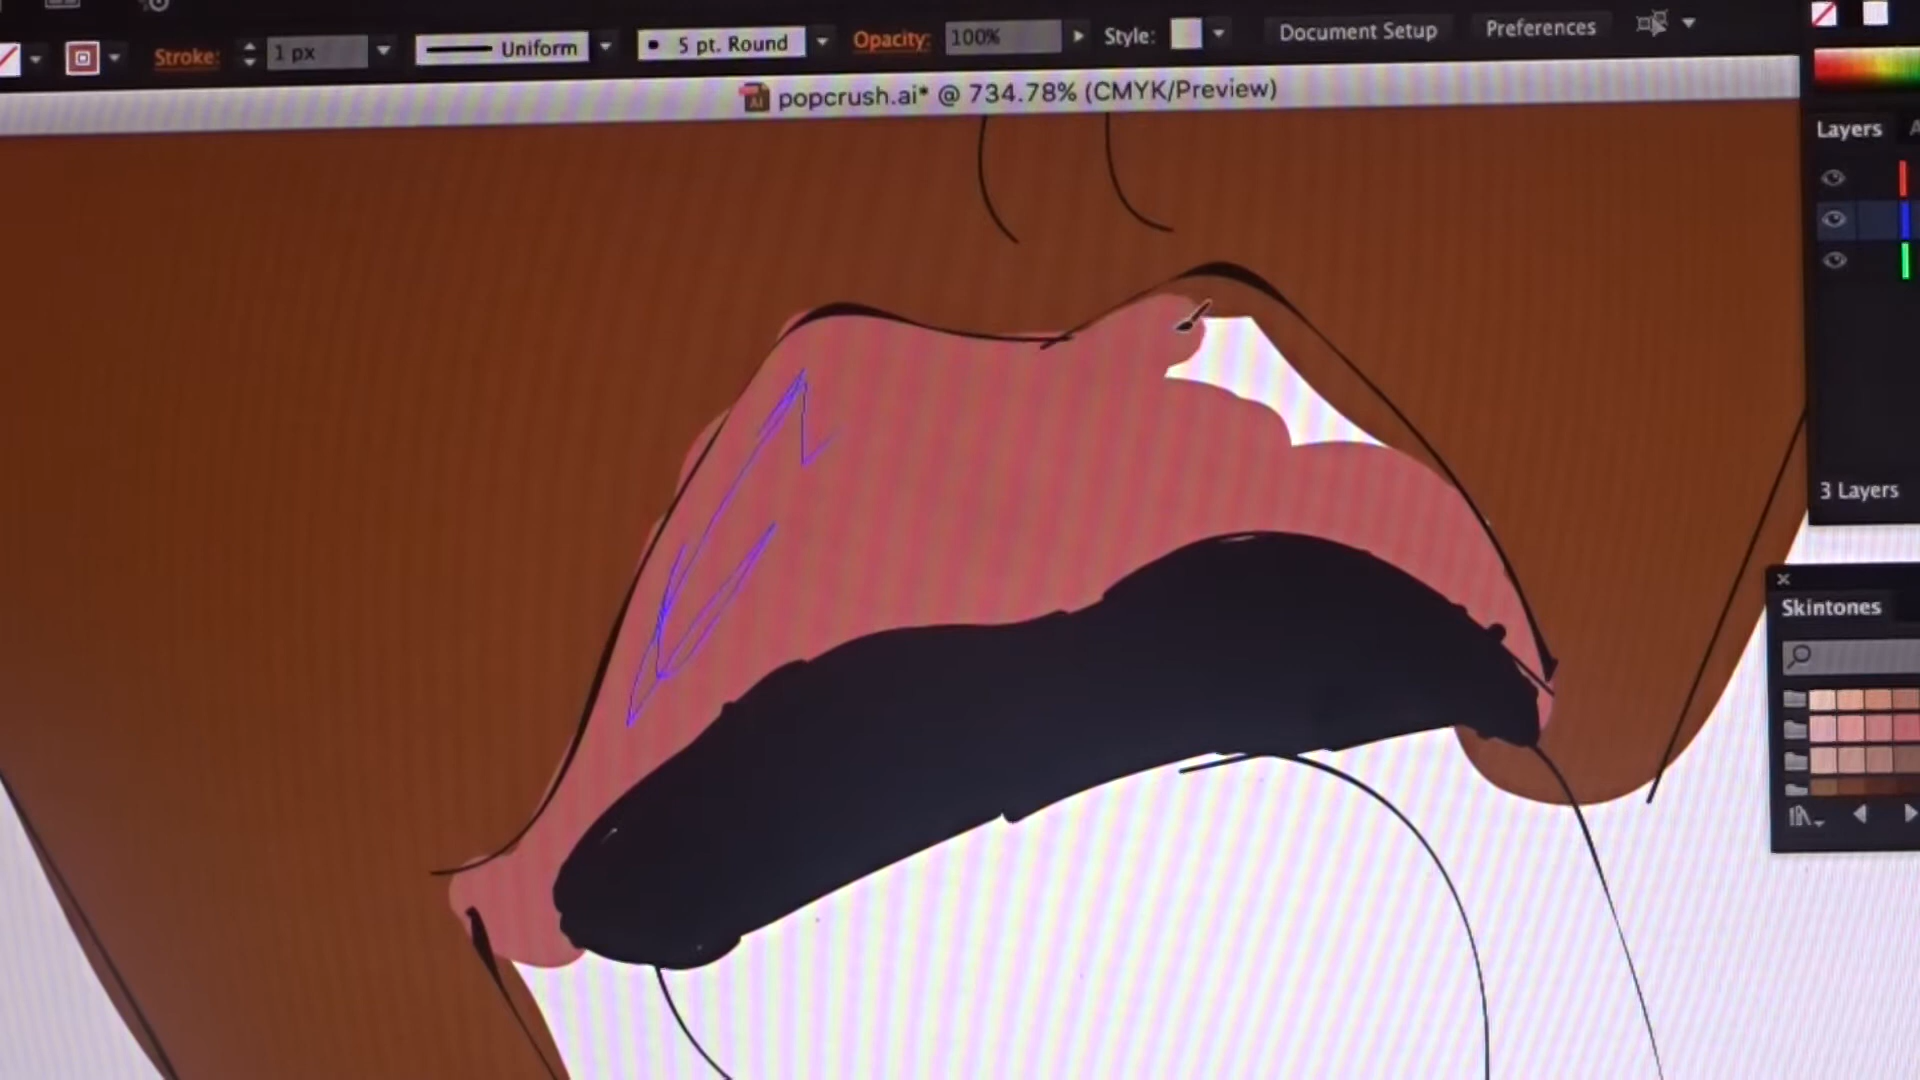 Stroke: 1 px Uniform 5 pt. Round Opacity: 100% Style: Document Setup Preferences
popcrush.ai* @ 734.78% (CMYK/Preview)
Layers
3 Layers
Skintones